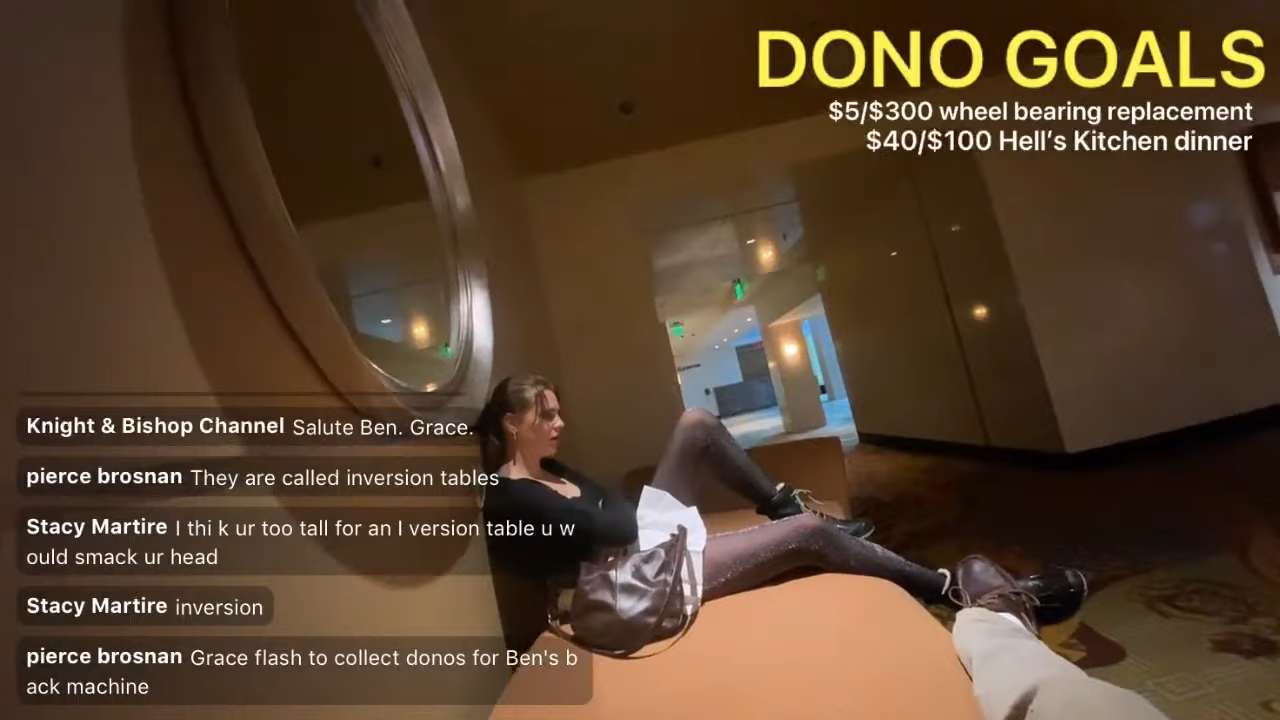 DONO GOALS
$5/$300 wheel bearing replacement
$40/$100 Hell's Kitchen dinner
Knight & Bishop Channel Salute Ben. Grace.
pierce brosnan They are called inversion tables
Stacy Martire I thi k ur too tall for an I version table u w
ould smack ur head
Stacy Martire inversion
pierce brosnan Grace flash to collect donos for Ben's b
ack machine